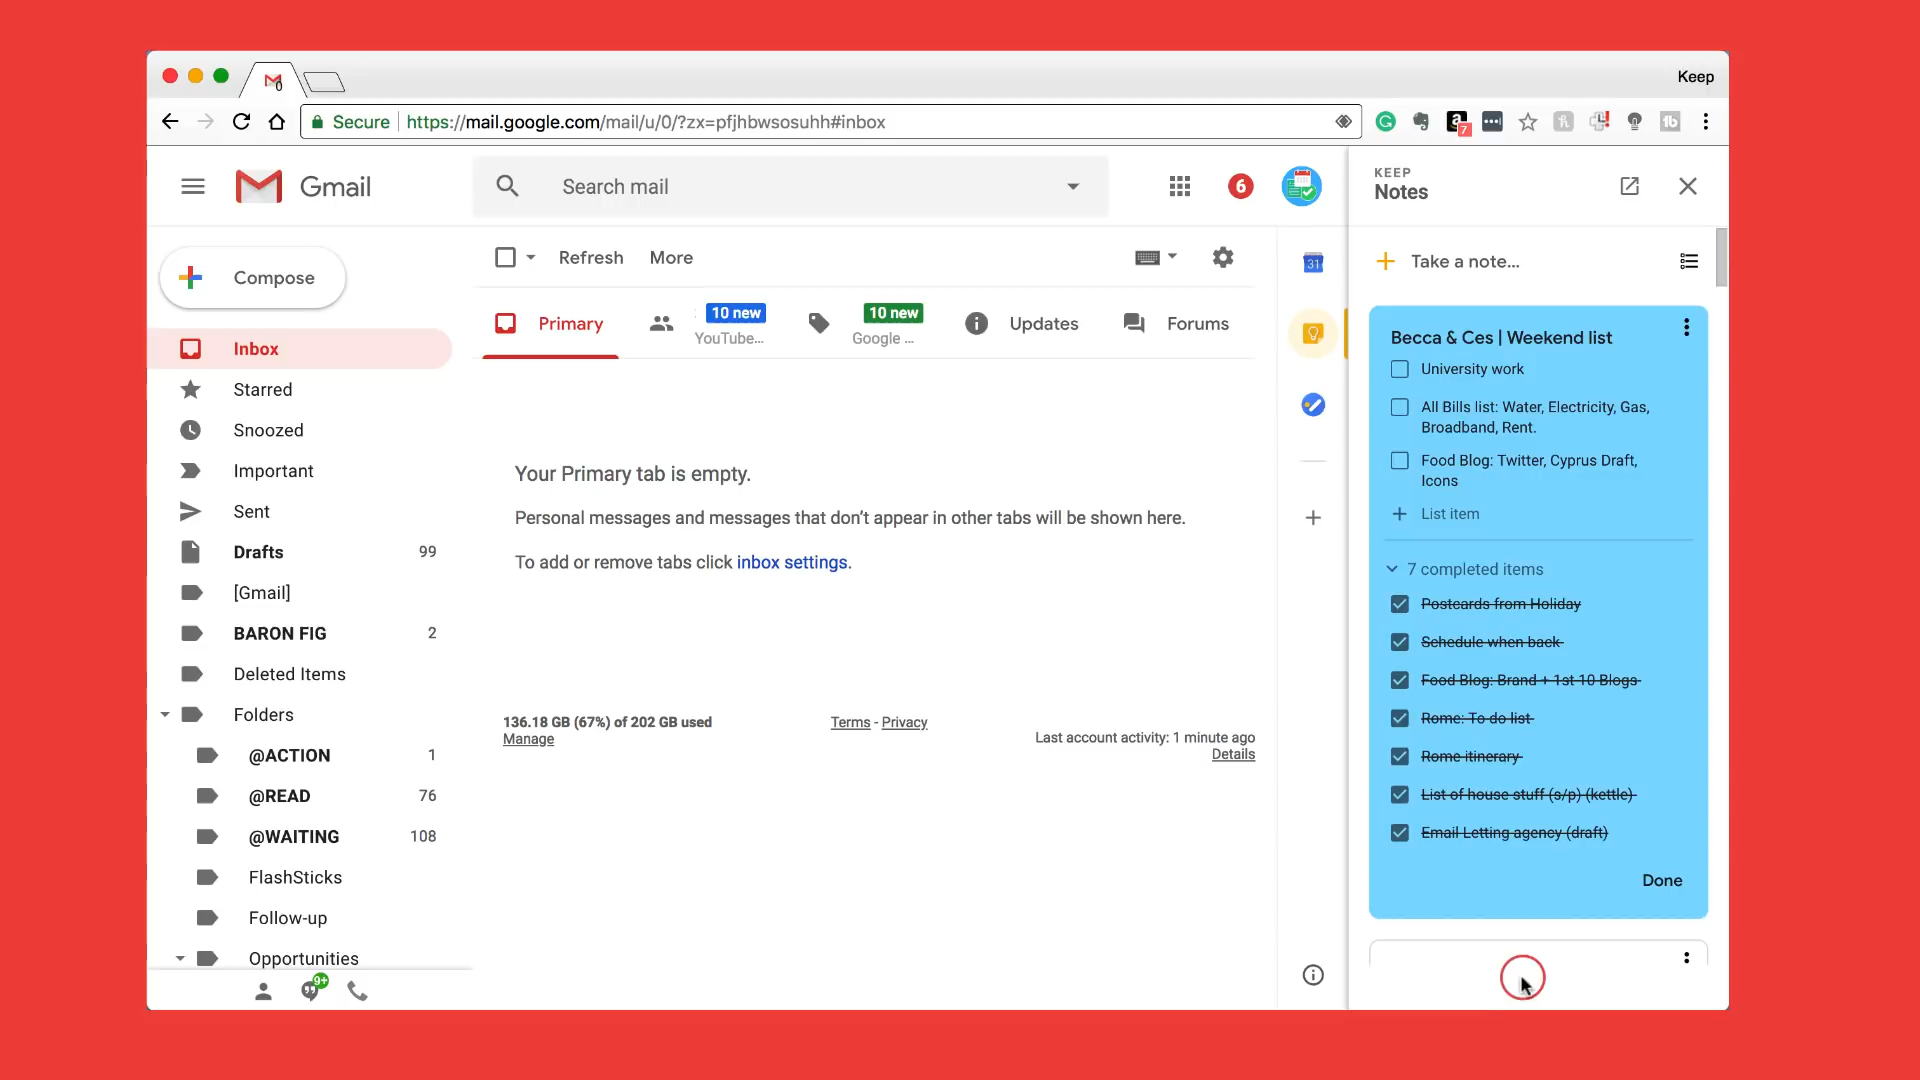 Keep
Secure
https://mail.google.com/mail/u/0/?zx=pfjhbwsosuhh#inbox
7
Gmail
Search mail
6
KEEP
Notes
Compose
Refresh
More
31
Take a note...
Inbox
Starred
Snoozed
Important
Sent
Drafts 99
[Gmail]
BARON FIG 2
Deleted Items
Folders
@ACTION 1
@READ 76
@WAITING 108
FlashSticks
Follow-up
Opportunities
9+
Primary
10 new
YouTube...
10 new
Google ...
Updates
Forums
Your Primary tab is empty.
Personal messages and messages that don't appear in other tabs will be shown here.
To add or remove tabs click inbox settings.
136.18 GB (67%) of 202 GB used
Manage
Terms - Privacy
Last account activity: 1 minute ago
Details
Becca & Ces | Weekend list
University work
All Bills list: Water, Electricity, Gas,
Broadband, Rent.
Food Blog: Twitter, Cyprus Draft,
Icons
List item
7 completed items
Postcards from Holiday
Schedule when back
Food Blog: Brand + 1st 10 Blogs
Rome: To do list
Rome itinerary
List of house stuff (s/p) (kettle)
Email Letting agency (draft)
Done